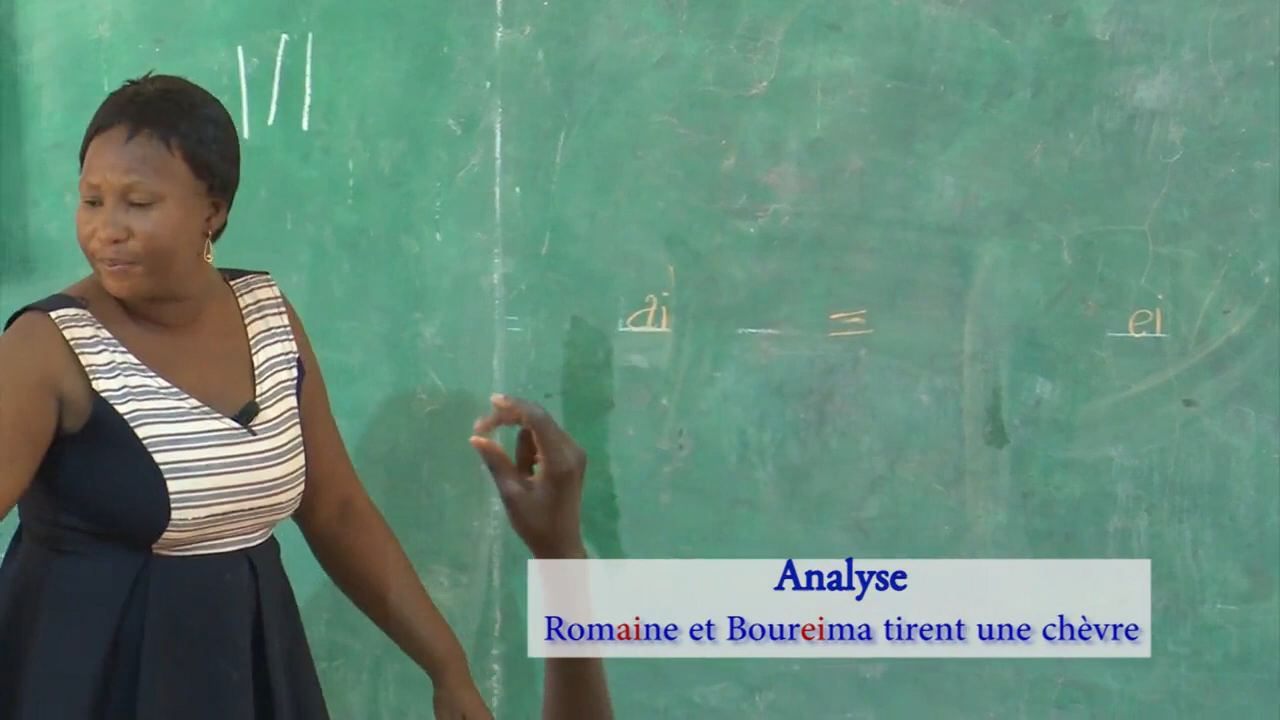 = ai — = ei
Analyse
Romaine et Boureima tirent une chèvre